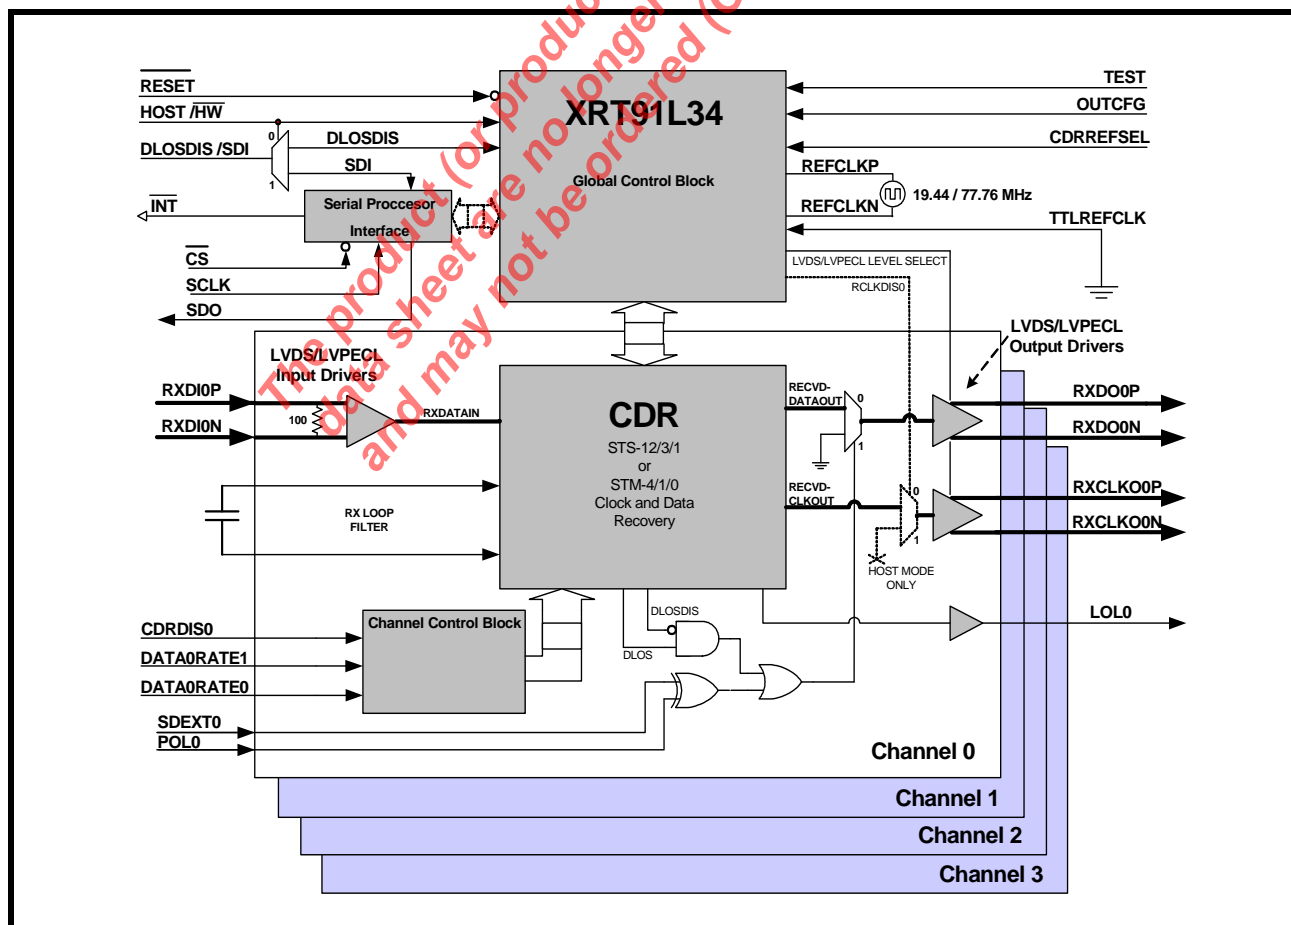 The product (or produc
data sheet are no longer
and may not be ordered (O
RESET
HOST /HW
DLOSDIS /SDI
0
1
DLOSDIS
SDI
INT
Serial Proccesor
Interface
CS
SCLK
SDO
XRT91L34
Global Control Block
TEST
OUTCFG
CDRREFSEL
REFCLKP
REFCLKN
19.44 / 77.76 MHz
TTLREFCLK
LVDS/LVPECL LEVEL SELECT
RCLKDIS0
LVDS/LVPECL
Input Drivers
LVDS/LVPECL
Output Drivers
RXDI0P
RXDI0N
100
RXDATAIN
CDR
STS-12/3/1
or
STM-4/1/0
Clock and Data
Recovery
RECVD-
DATAOUT
0
1
RECVD-
CLKOUT
0
1
HOST MODE
ONLY
RXDO0P
RXDO0N
RXCLKO0P
RXCLKO0N
RX LOOP
FILTER
LOL0
DLOSDIS
DLOS
CDRDIS0
DATA0RATE1
DATA0RATE0
Channel Control Block
SDEXT0
POL0
Channel 0
Channel 1
Channel 2
Channel 3